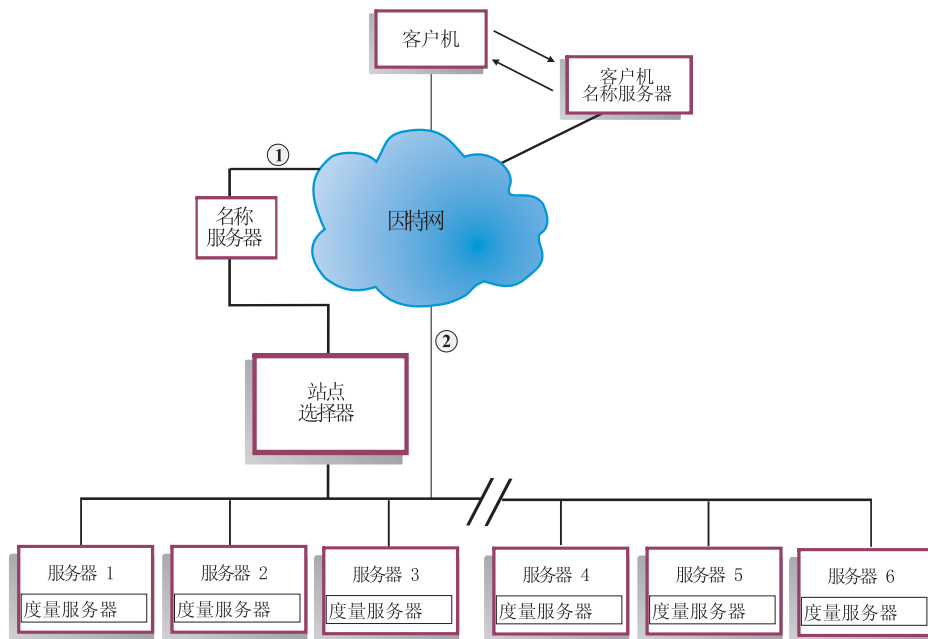 客户机
客户机
名称服务器
①
名称
服务器
因特网
②
站点
选择器
服务器 1
度量服务器
服务器 2
度量服务器
服务器 3
度量服务器
服务器 4
度量服务器
服务器 5
度量服务器
服务器 6
度量服务器